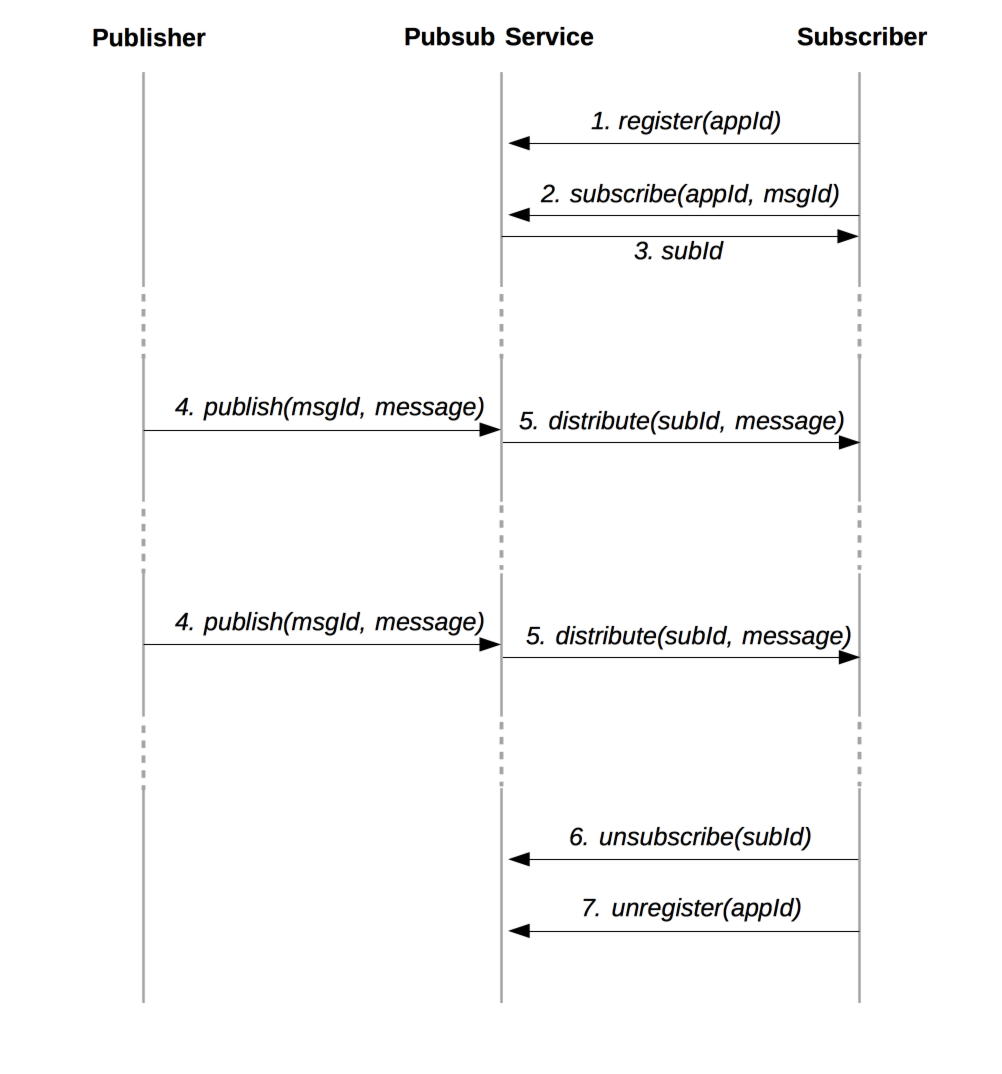 Publisher
Pubsub Service
Subscriber
1. register(appId)
2. subscribe(appId, msgId)
3. subId
4. publish(msgId, message)
5. distribute(subId, message)
4. publish(msgId, message)
5. distribute(subId, message)
6. unsubscribe(subId)
7. unregister(appId)